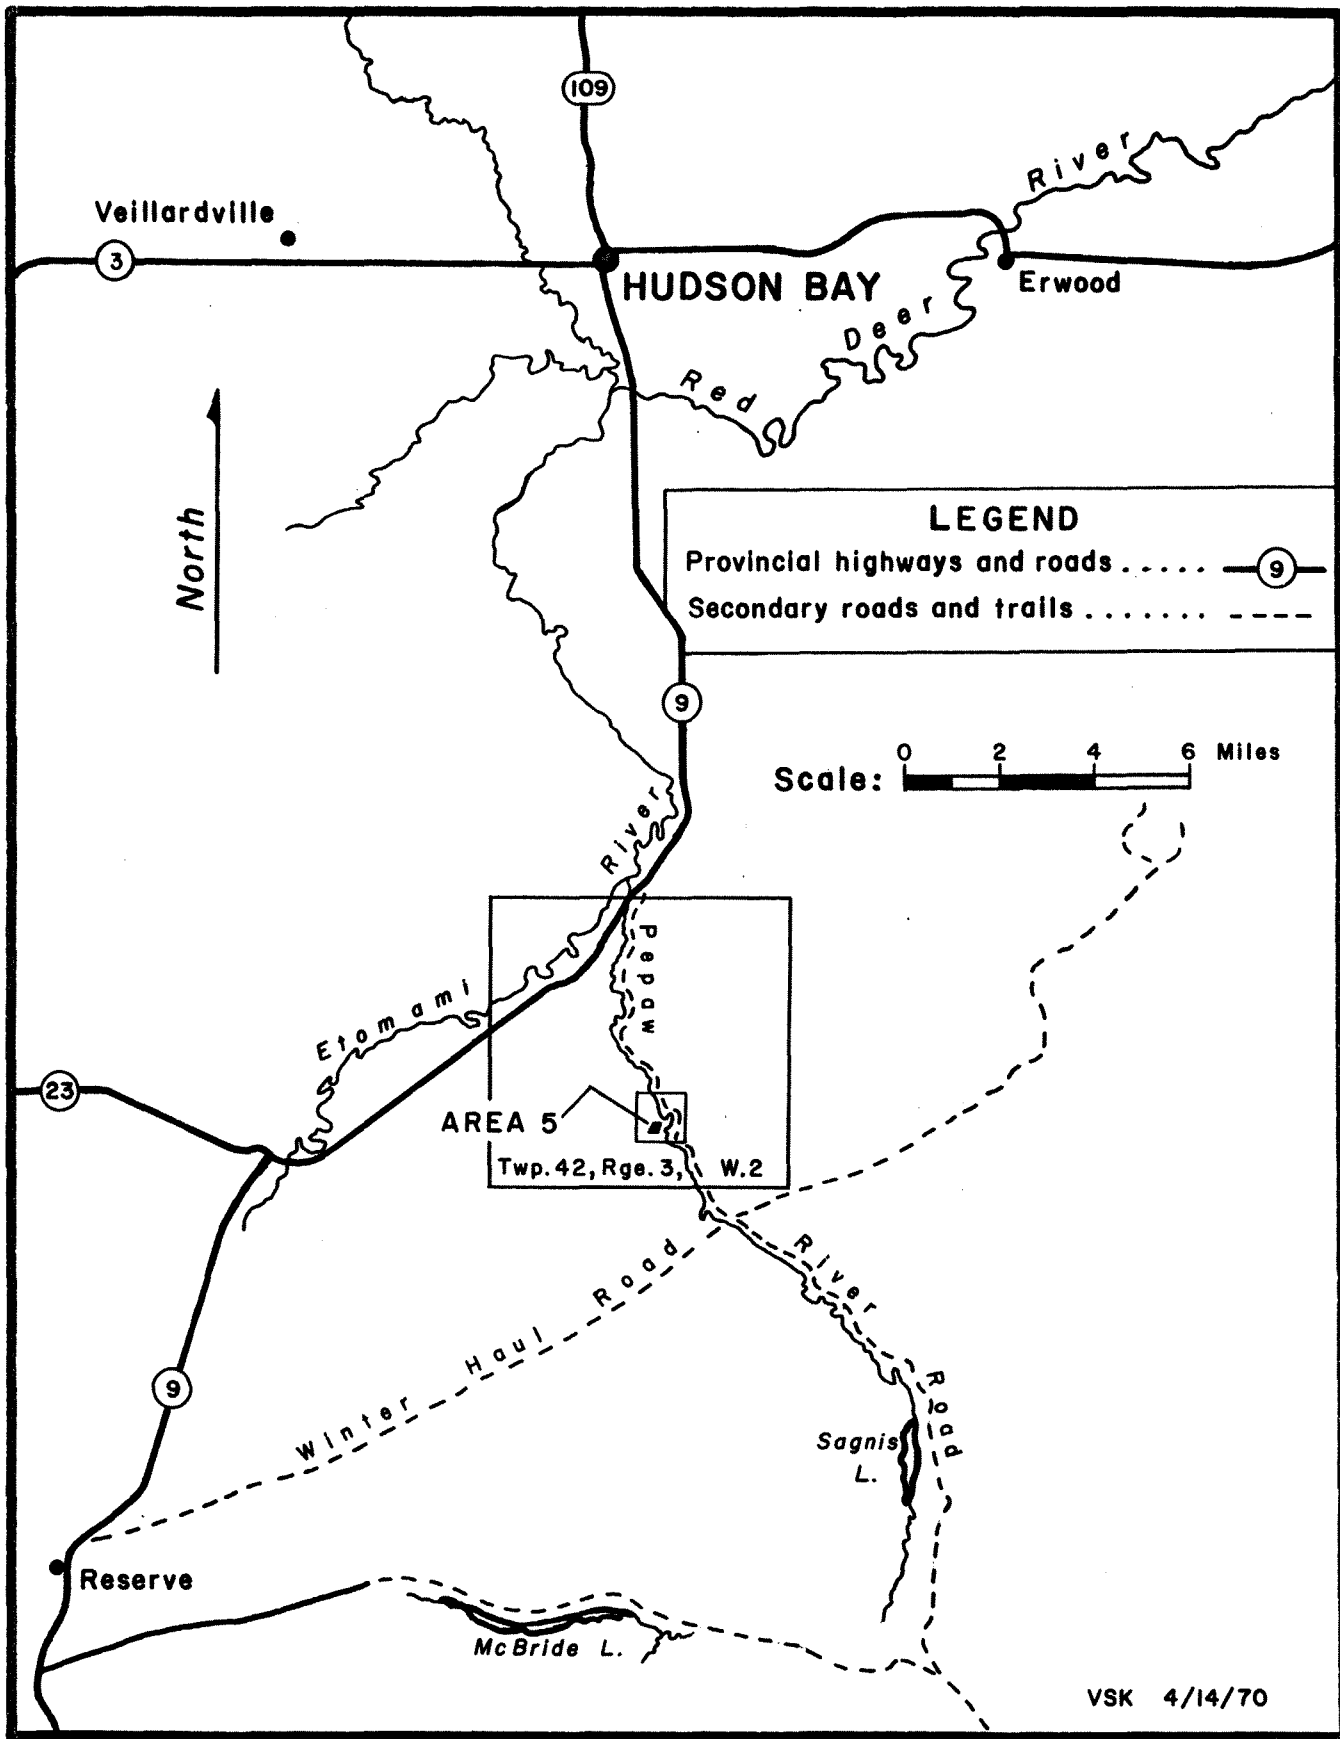 109
River
Veillardville
3
HUDSON BAY
Erwood
Deer
Red
North
LEGEND
Provincial highways and roads ..... 9
Secondary roads and trails .......
9
0 2 4 6 Miles
Scale:
River
Pepaw
Etomami
23
AREA 5
Twp. 42, Rge. 3, W. 2
River
Road
Winter Haul Road
9
Sagnis
L.
Reserve
McBride L.
VSK 4/14/70